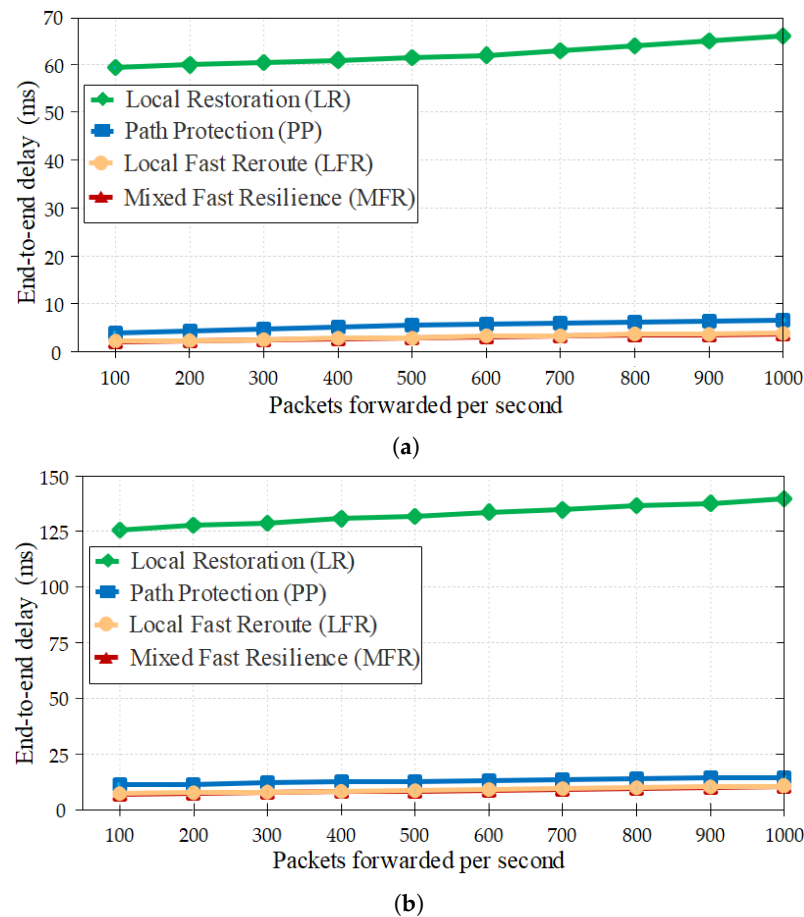 70
60
50
40
30
20
10
0
End-to-end delay (ms)
Local Restoration (LR)
Path Protection (PP)
Local Fast Reroute (LFR)
Mixed Fast Resilience (MFR)
100 200 300 400 500 600 700 800 900 1000
Packets forwarded per second
(a)
150
125
100
75
50
25
0
End-to-end delay (ms)
Local Restoration (LR)
Path Protection (PP)
Local Fast Reroute (LFR)
Mixed Fast Resilience (MFR)
100 200 300 400 500 600 700 800 900 1000
Packets forwarded per second
(b)